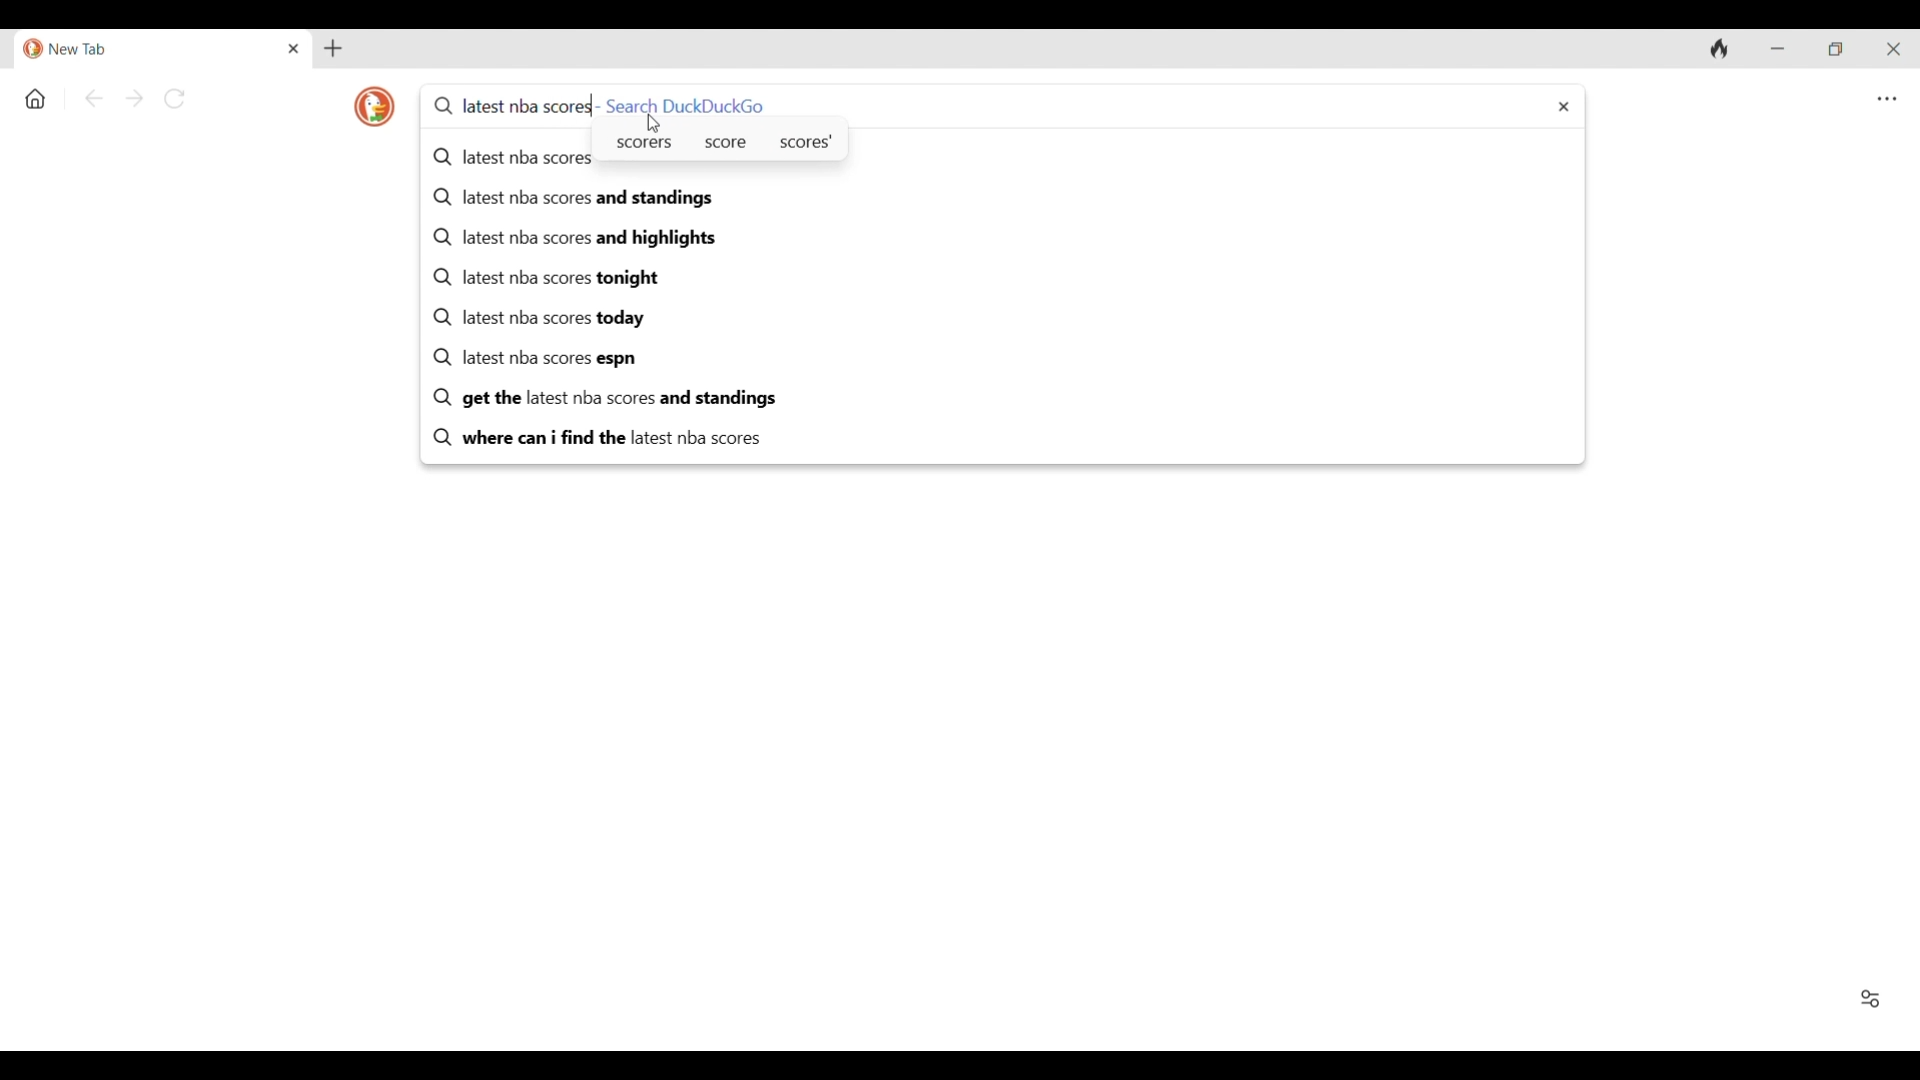 New Tab
latest nba scores - Search DuckDuckGo
scorers score scores'
latest nba scores
latest nba scores and standings
latest nba scores and highlights
latest nba scores tonight
latest nba scores today
latest nba scores espn
get the latest nba scores and standings
where can i find the latest nba scores